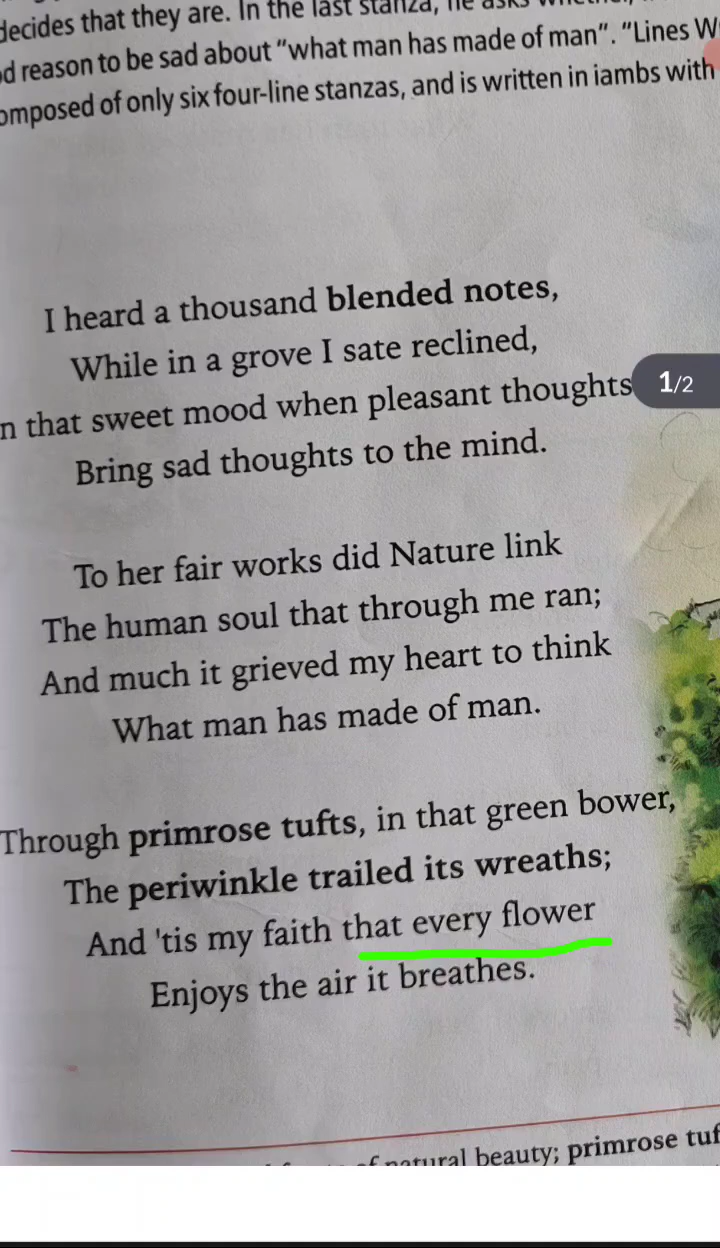 decides that they are. In the last stanza, he asks
d reason to be sad about "what man has made of man". "Lines W
omposed of only six four-line stanzas, and is written in iambs with
I heard a thousand blended notes,
While in a grove I sate reclined,
n that sweet mood when pleasant thoughts
1/2
Bring sad thoughts to the mind.
To her fair works did Nature link
The human soul that through me ran;
And much it grieved my heart to think
What man has made of man.
Through primrose tufts, in that green bower,
The periwinkle trailed its wreaths;
And 'tis my faith that every flower
Enjoys the air it breathes.
of natural beauty; primrose tuf